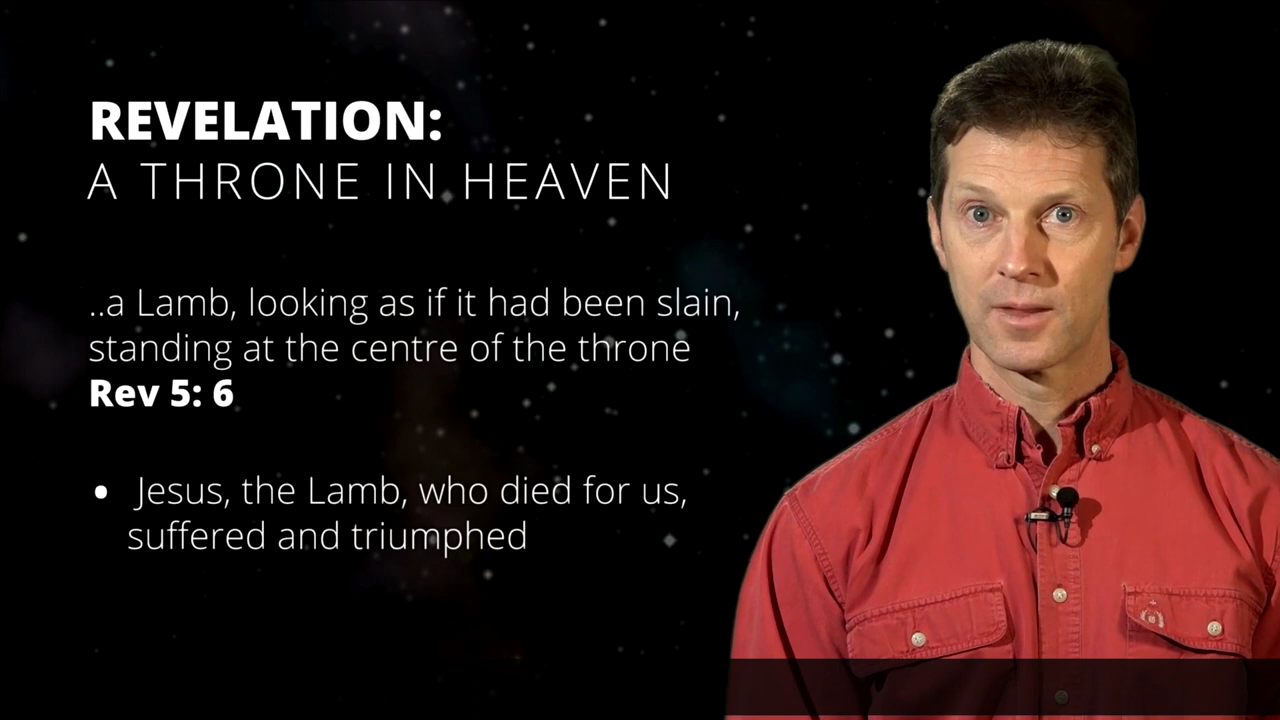 REVELATION:
A THRONE IN HEAVEN
..a Lamb, looking as if it had been slain,
standing at the centre of the throne
Rev 5: 6
• Jesus, the Lamb, who died for us,
suffered and triumphed